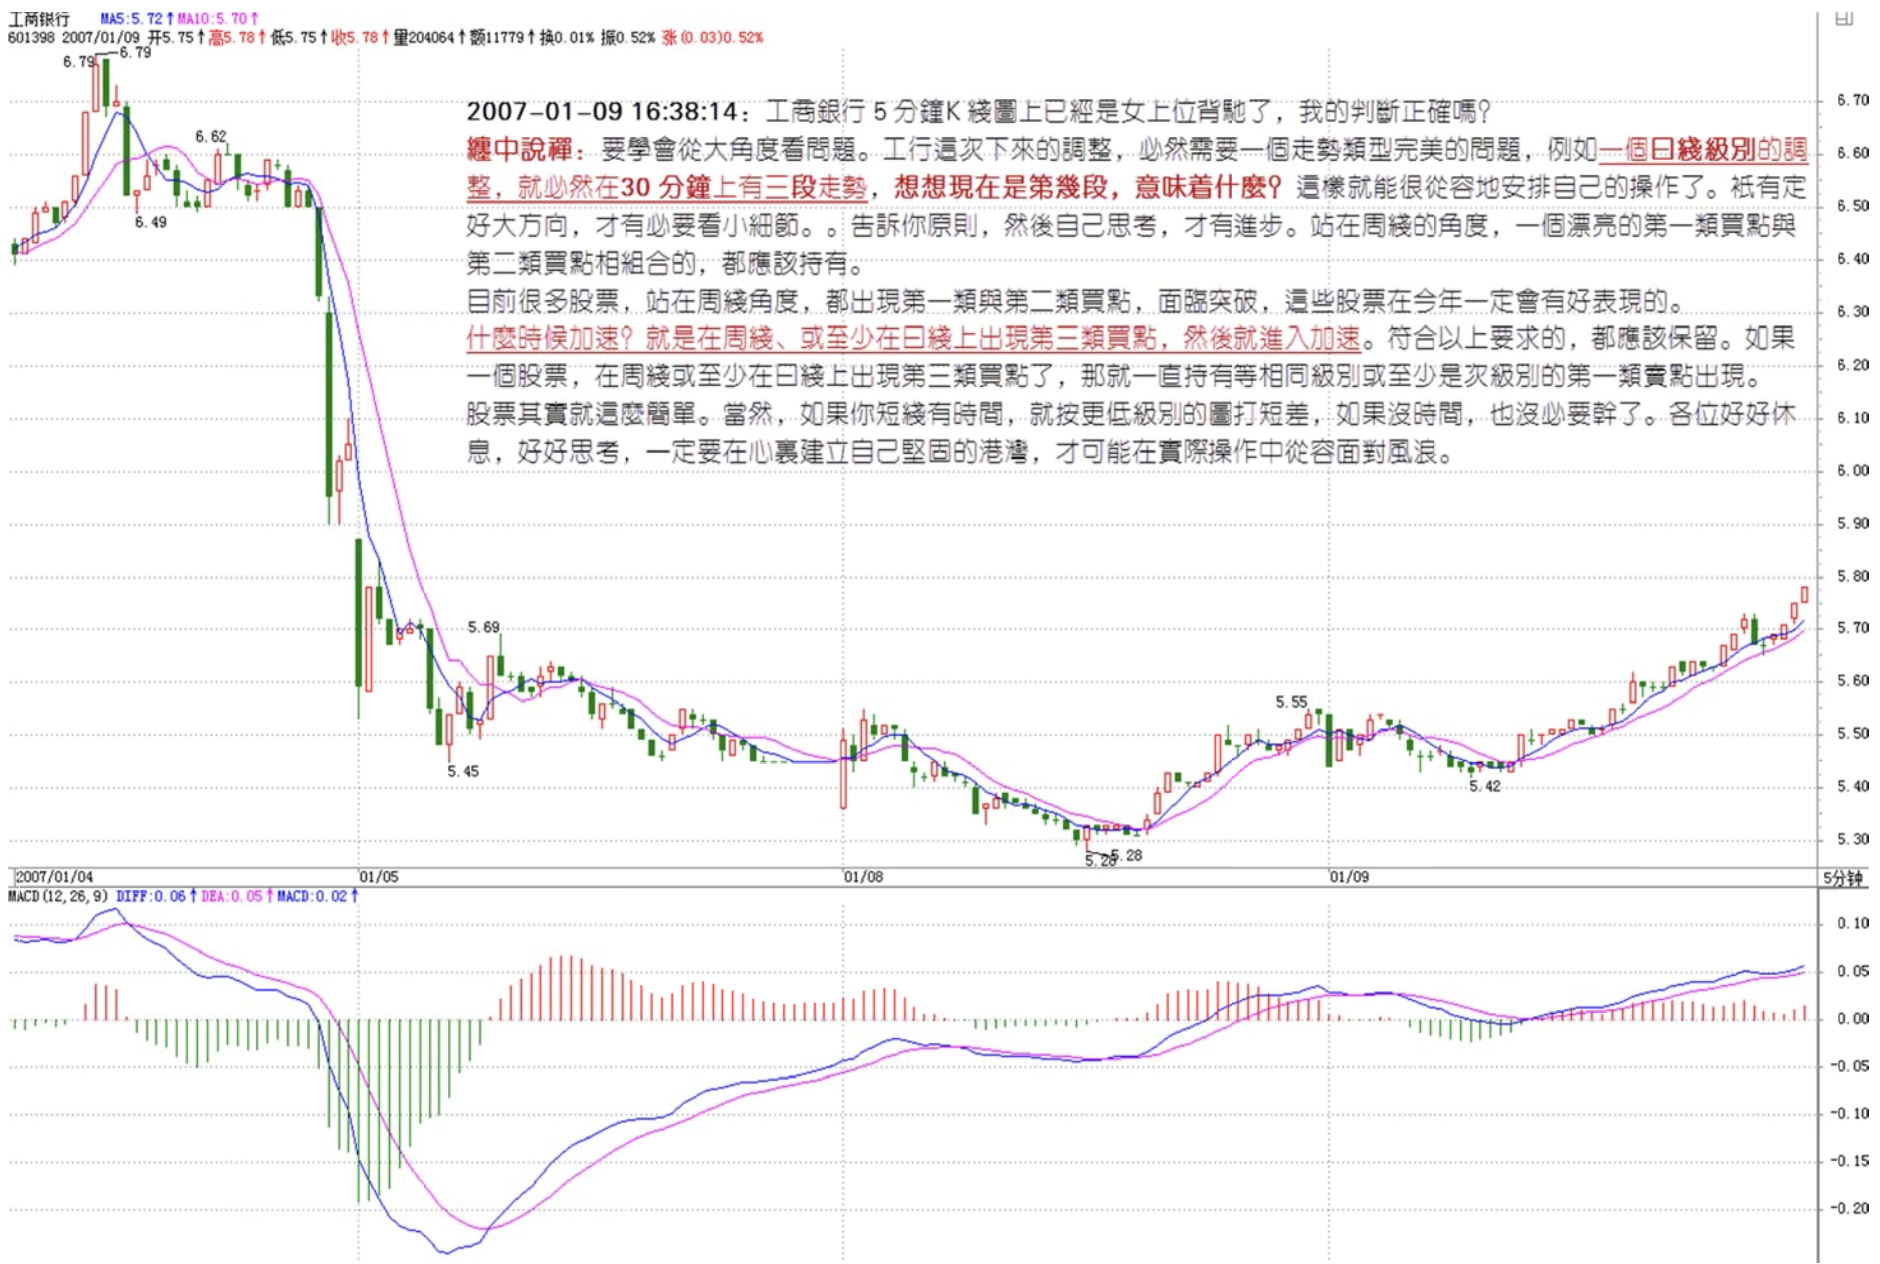 工商银行 MA5:5.72↑MA10:5.70↑
601398 2007/01/09 开5.75↑高5.78↑低5.75↑收5.78↑量204064↑额11779↑换0.01% 振0.52% 涨(0.03)0.52%
6.79
6.79
6.62
6.49
2007-01-09 16:38:14：工商銀行 5 分鐘K 綫圖上已經是女上位背馳了，我的判斷正確嗎？
纏中說禪：要學會從大角度看問題。工行這次下來的調整，必然需要一個走勢類型完美的問題，例如一個日綫級別的調
整，就必然在30 分鐘上有三段走勢，想想現在是第幾段，意味着什麼？這樣就能很從容地安排自己的操作了。衹有定
好大方向，才有必要看小細節。。告訴你原則，然後自己思考，才有進步。站在周綫的角度，一個漂亮的第一類買點與
第二類買點相組合的，都應該持有。
目前很多股票，站在周綫角度，都出現第一類與第二類買點，面臨突破，這些股票在今年一定會有好表現的。
什麼時候加速？就是在周綫、或至少在日綫上出現第三類買點，然後就進入加速。符合以上要求的，都應該保留。如果
一個股票，在周綫或至少在日綫上出現第三類買點了，那就一直持有等相同級別或至少是次級別的第一類賣點出現。
股票其實就這麼簡單。當然，如果你短綫有時間，就按更低級別的圖打短差，如果沒時間，也沒必要幹了。各位好好休
息，好好思考，一定要在心裏建立自己堅固的港灣，才可能在實際操作中從容面對風浪。
6.70
6.60
6.50
6.40
6.30
6.20
6.10
6.00
5.90
5.80
5.70
5.60
5.50
5.40
5.30
5.69
5.45
5.55
5.42
5.28
5.28
2007/01/04 01/05 01/08 01/09 5分钟
MACD(12,26,9) DIFF:0.06↑DEA:0.05↑MACD:0.02↑
0.10
0.05
0.00
-0.05
-0.10
-0.15
-0.20